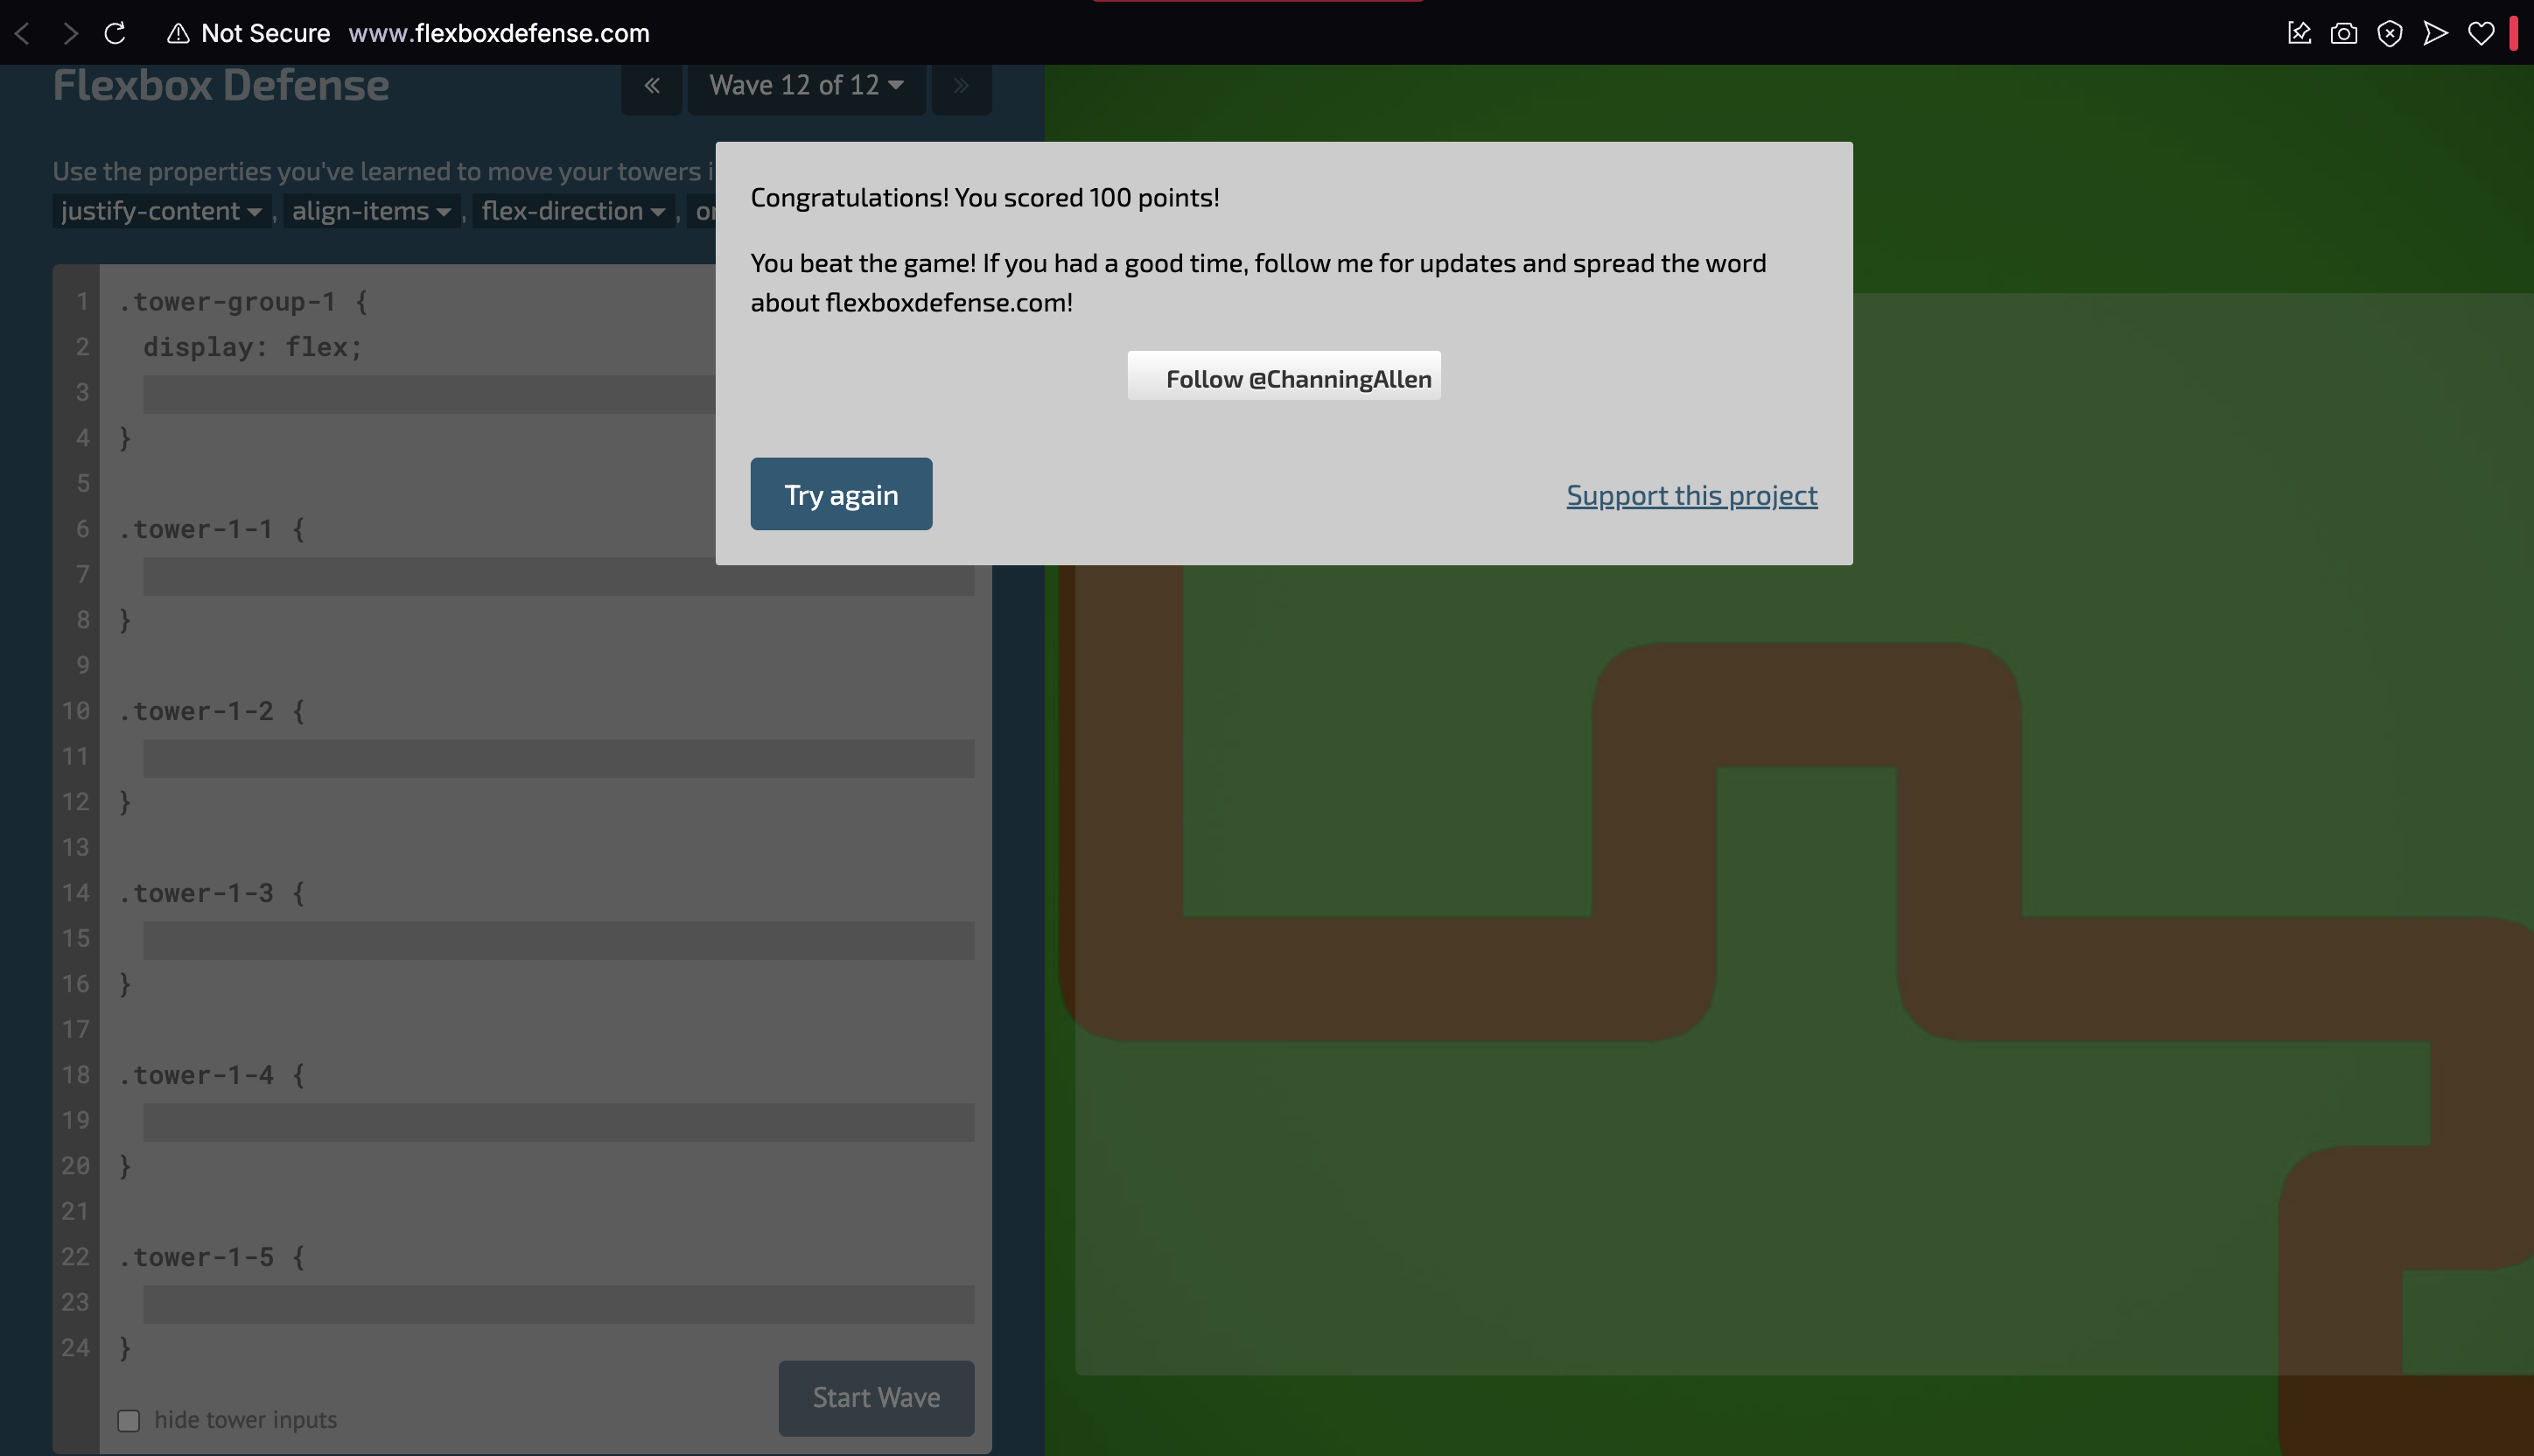 Not Secure www.flexboxdefense.com
Flexbox Defense
« Wave 12 of 12 »
Use the properties you've learned to move your towers
justify-content , align-items , flex-direction ,
Congratulations! You scored 100 points!
You beat the game! If you had a good time, follow me for updates and spread the word
about flexboxdefense.com!
Follow @ChanningAllen
Try again
Support this project
1 .tower-group-1 {
2 display: flex;
3
4 }
5
6 .tower-1-1 {
7
8 }
9
10 .tower-1-2 {
11
12 }
13
14 .tower-1-3 {
15
16 }
17
18 .tower-1-4 {
19
20 }
21
22 .tower-1-5 {
23
24 }
hide tower inputs
Start Wave